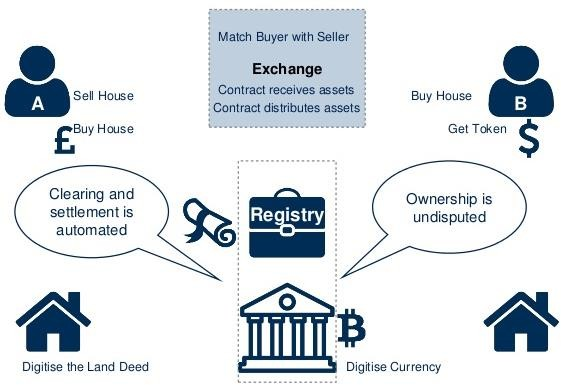 Match Buyer with Seller
Exchange
Contract receives assets
Contract distributes assets
A
Sell House
£
Buy House
Buy House
B
Get Token
$
Clearing and
settlement is
automated
Registry
Ownership is
undisputed
Digitise the Land Deed
₿
Digitise Currency